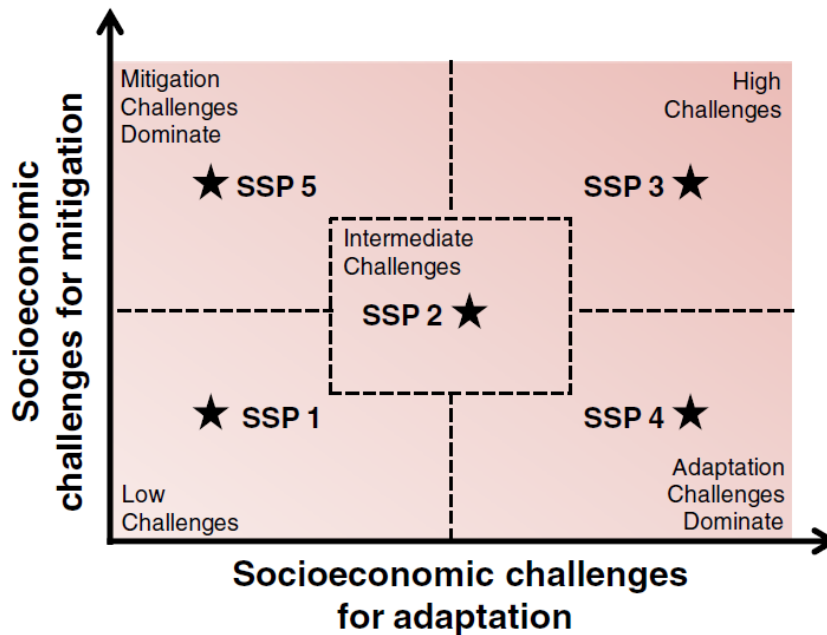 Socioeconomic
challenges for mitigation
Mitigation
Challenges
Dominate
High
Challenges
SSP 5
SSP 3
Intermediate
Challenges
SSP 2
SSP 1
SSP 4
Low
Challenges
Adaptation
Challenges
Dominate
Socioeconomic challenges
for adaptation